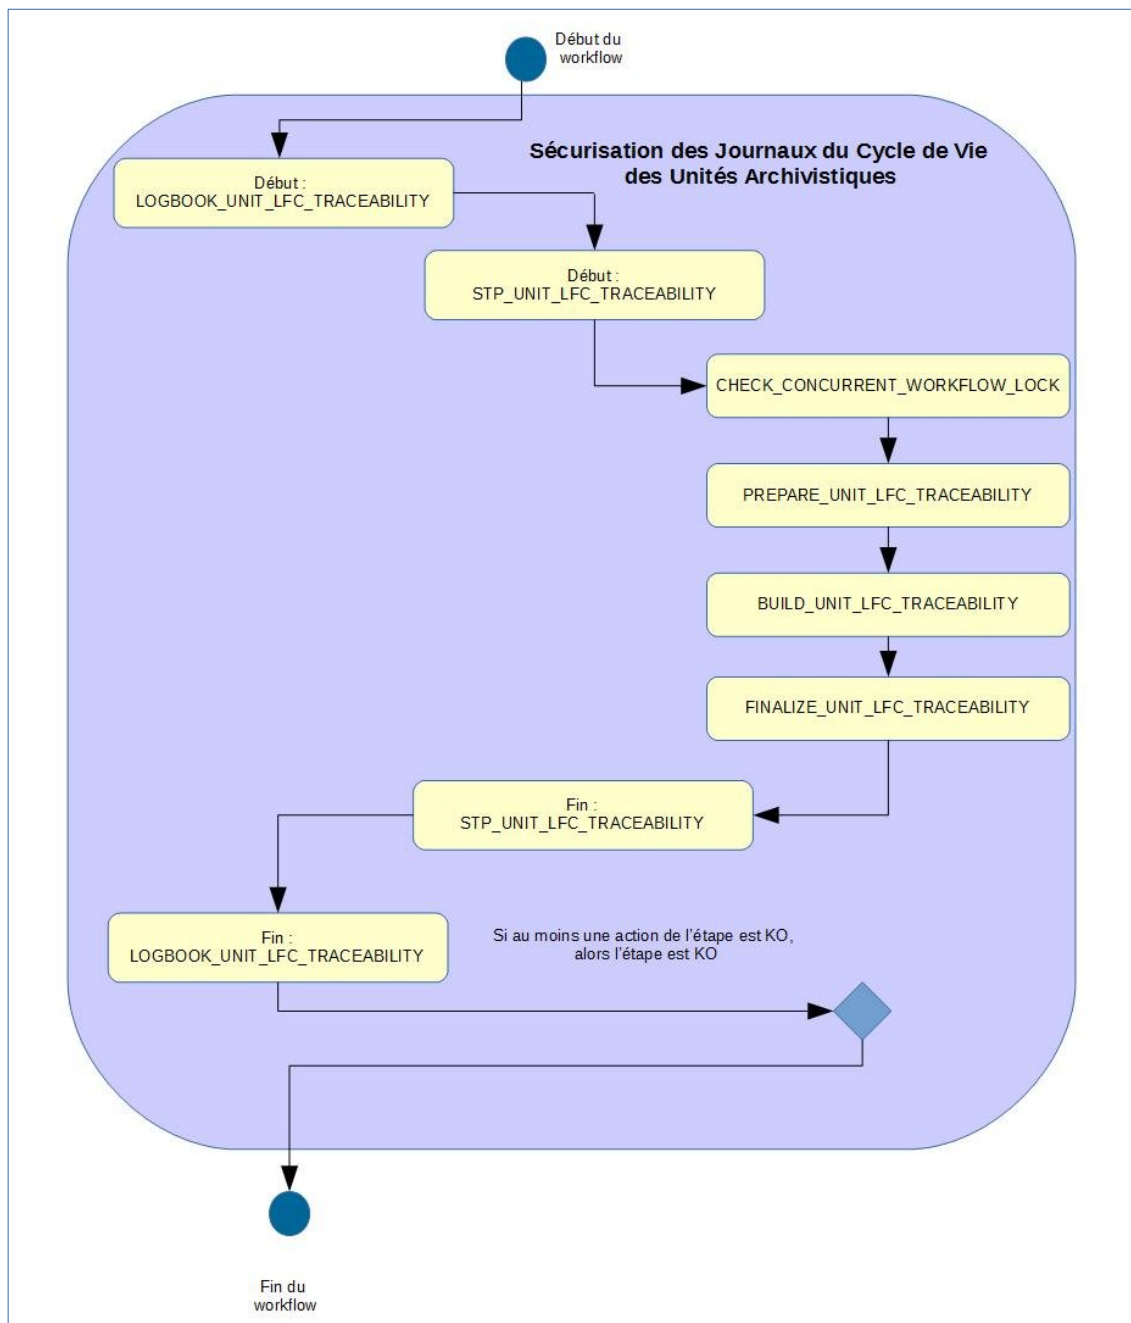 Début du
workflow
Sécurisation des Journaux du Cycle de Vie
des Unités Archivistiques
Début :
LOGBOOK_UNIT_LFC_TRACEABILITY
Début :
STP_UNIT_LFC_TRACEABILITY
CHECK_CONCURRENT_WORKFLOW_LOCK
PREPARE_UNIT_LFC_TRACEABILITY
BUILD_UNIT_LFC_TRACEABILITY
FINALIZE_UNIT_LFC_TRACEABILITY
Fin :
STP_UNIT_LFC_TRACEABILITY
Fin :
LOGBOOK_UNIT_LFC_TRACEABILITY
Si au moins une action de l’étape est KO,
alors l’étape est KO
Fin du
workflow